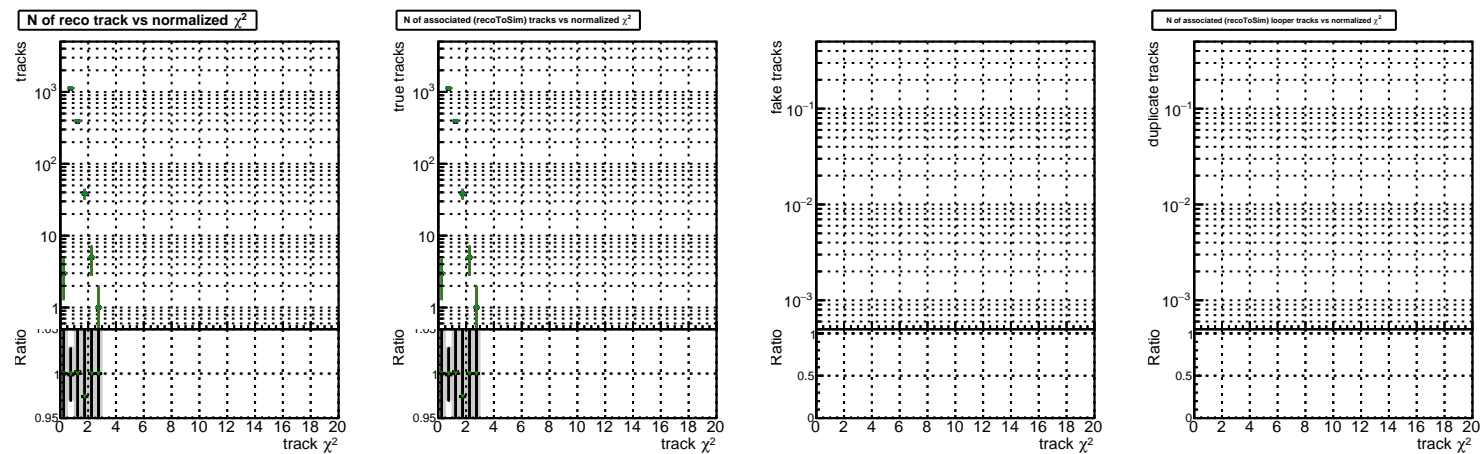 N of reco track vs normalized χ²
tracks
10³
10²
10
1
1.05
Ratio
1
0.95
0 2 4 6 8 10 12 14 16 18 20
track χ²
N of associated (recoToSim) tracks vs normalized χ²
true tracks
10³
10²
10
1
1.05
Ratio
1
0.95
0 2 4 6 8 10 12 14 16 18 20
track χ²
fake tracks
10⁻¹
10⁻²
10⁻³
Ratio
1
0.5
0
0 2 4 6 8 10 12 14 16 18 20
track χ²
N of associated (recoToSim) looper tracks vs normalized χ²
duplicate tracks
10⁻¹
10⁻²
10⁻³
Ratio
1
0.5
0
0 2 4 6 8 10 12 14 16 18 20
track χ²